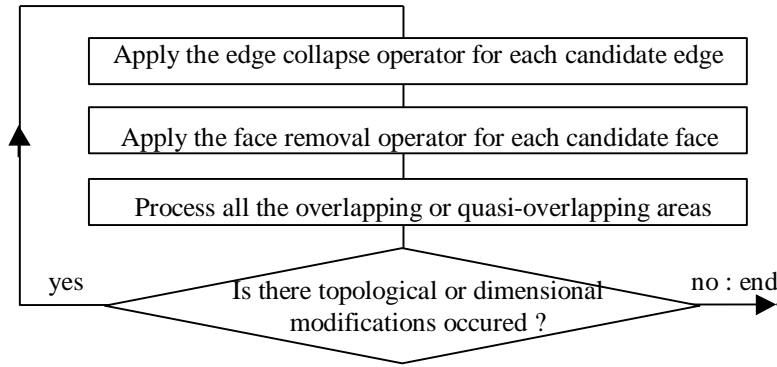 Apply the edge collapse operator for each candidate edge
Apply the face removal operator for each candidate face
Process all the overlapping or quasi-overlapping areas
yes
no : end
Is there topological or dimensional
modifications occured ?